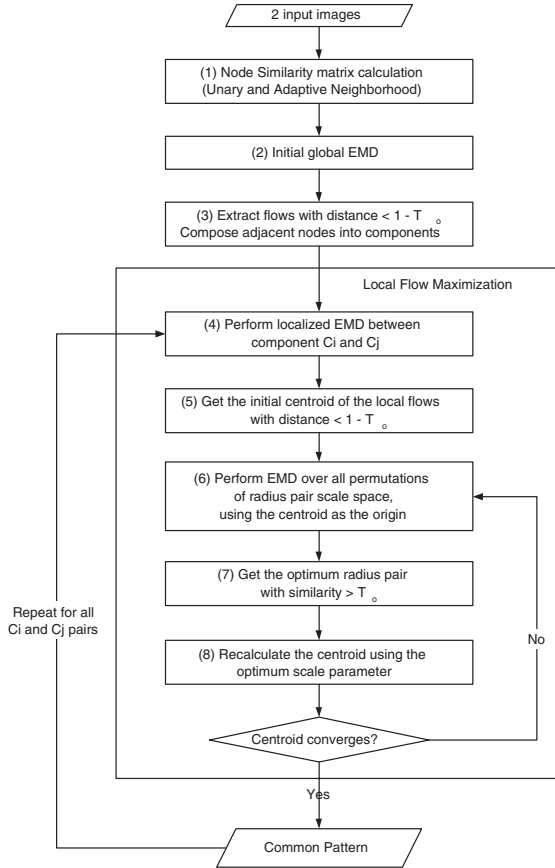 2 input images
(1) Node Similarity matrix calculation
(Unary and Adaptive Neighborhood)
(2) Initial global EMD
(3) Extract flows with distance < 1 - T o
Compose adjacent nodes into components
Local Flow Maximization
(4) Perform localized EMD between
component Ci and Cj
(5) Get the initial centroid of the local flows
with distance < 1 - T o
(6) Perform EMD over all permutations
of radius pair scale space,
using the centroid as the origin
(7) Get the optimum radius pair
with similarity > T o
Repeat for all
Ci and Cj pairs
No
(8) Recalculate the centroid using the
optimum scale parameter
Centroid converges?
Yes
Common Pattern